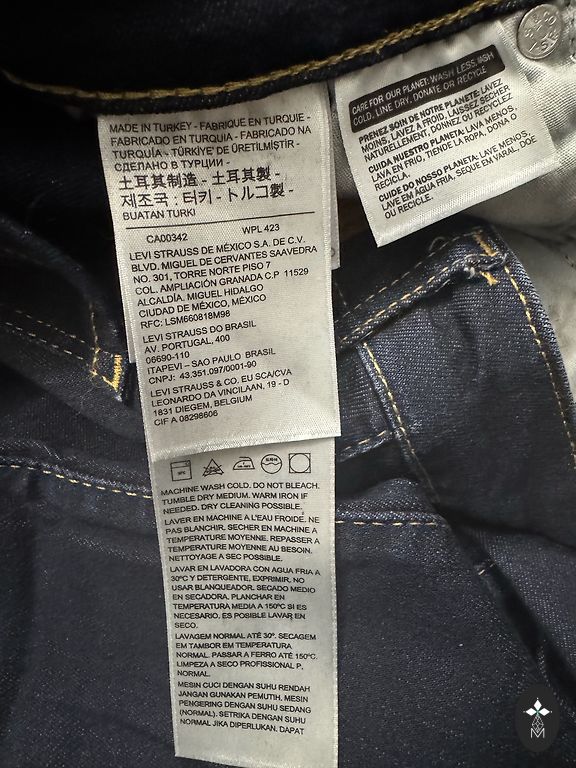 MADE IN TURKEY - FABRIQUE EN TURQUIE -
FABRICADO EN TURQUIA - FABRICADO NA
TURQUÍA - TÜRKİYE'DE ÜRETİLMİŞTİR -
СДЕЛАНО В ТУРЦИИ -
土耳其制造 - 土耳其製 -
제조국 : 터키 - トルコ製 -
BUATAN TURKI
CA00342 WPL 423
LEVI STRAUSS DE MÉXICO S.A. DE C.V.
BLVD. MIGUEL DE CERVANTES SAAVEDRA
NO. 301, TORRE NORTE PISO 7
COL. AMPLIACIÓN GRANADA C.P 11529
ALCALDÍA. MIGUEL HIDALGO
CIUDAD DE MÉXICO, MÉXICO
RFC: LSM660818M98
LEVI STRAUSS DO BRASIL
AV. PORTUGAL, 400
06690-110
ITAPEVI – SAO PAULO BRASIL
CNPJ: 43.351.097/0001-90
LEVI STRAUSS & CO. EU SCA/CVA
LEONARDO DA VINCILAAN, 19 - D
1831 DIEGEM, BELGIUM
CIF A 08298606
MACHINE WASH COLD. DO NOT BLEACH.
TUMBLE DRY MEDIUM. WARM IRON IF
NEEDED. DRY CLEANING POSSIBLE.
LAVER EN MACHINE A L'EAU FROIDE. NE
PAS BLANCHIR. SECHER EN MACHINE A
TEMPERATURE MOYENNE. REPASSER A
TEMPERATURE MOYENNE AU BESOIN.
NETTOYAGE A SEC POSSIBLE.
LAVAR EN LAVADORA CON AGUA FRIA A
30ºC Y DETERGENTE, EXPRIMIR, NO
USAR BLANQUEADOR. SECADO MEDIO
EN SECADORA. PLANCHAR EN
TEMPERATURA MEDIA A 150ºC SI ES
NECESARIO, ES POSIBLE LAVAR EN
SECO.
LAVAGEM NORMAL ATÉ 30º. SECAGEM
EM TAMBOR EM TEMPERATURA
NORMAL. PASSAR A FERRO ATÉ 150ºC.
LIMPEZA A SECO PROFISSIONAL P,
NORMAL.
MESIN CUCI DENGAN SUHU RENDAH
JANGAN GUNAKAN PEMUTIH. MESIN
PENGERING DENGAN SUHU SEDANG
(NORMAL). SETRIKA DENGAN SUHU
NORMAL JIKA DIPERLUKAN. DAPAT
CARE FOR OUR PLANET: WASH LESS, WASH
COLD, LINE DRY, DONATE OR RECYCLE
PRENEZ SOIN DE NOTRE PLANÈTE: LAVEZ
MOINS, LAVEZ À FROID, LAISSEZ SÉCHER
NATURELLEMENT, DONNEZ OU RECYCLEZ.
CUIDA NUESTRO PLANETA: LAVA MENOS,
LAVA EN FRIO, TIENDE LA ROPA, DONA O
RECICLA.
CUIDE DO NOSSO PLANETA: LAVE MENOS,
LAVE EM ÁGUA FRIA, SEQUE EM VARAL, DOE
OU RECICLE.